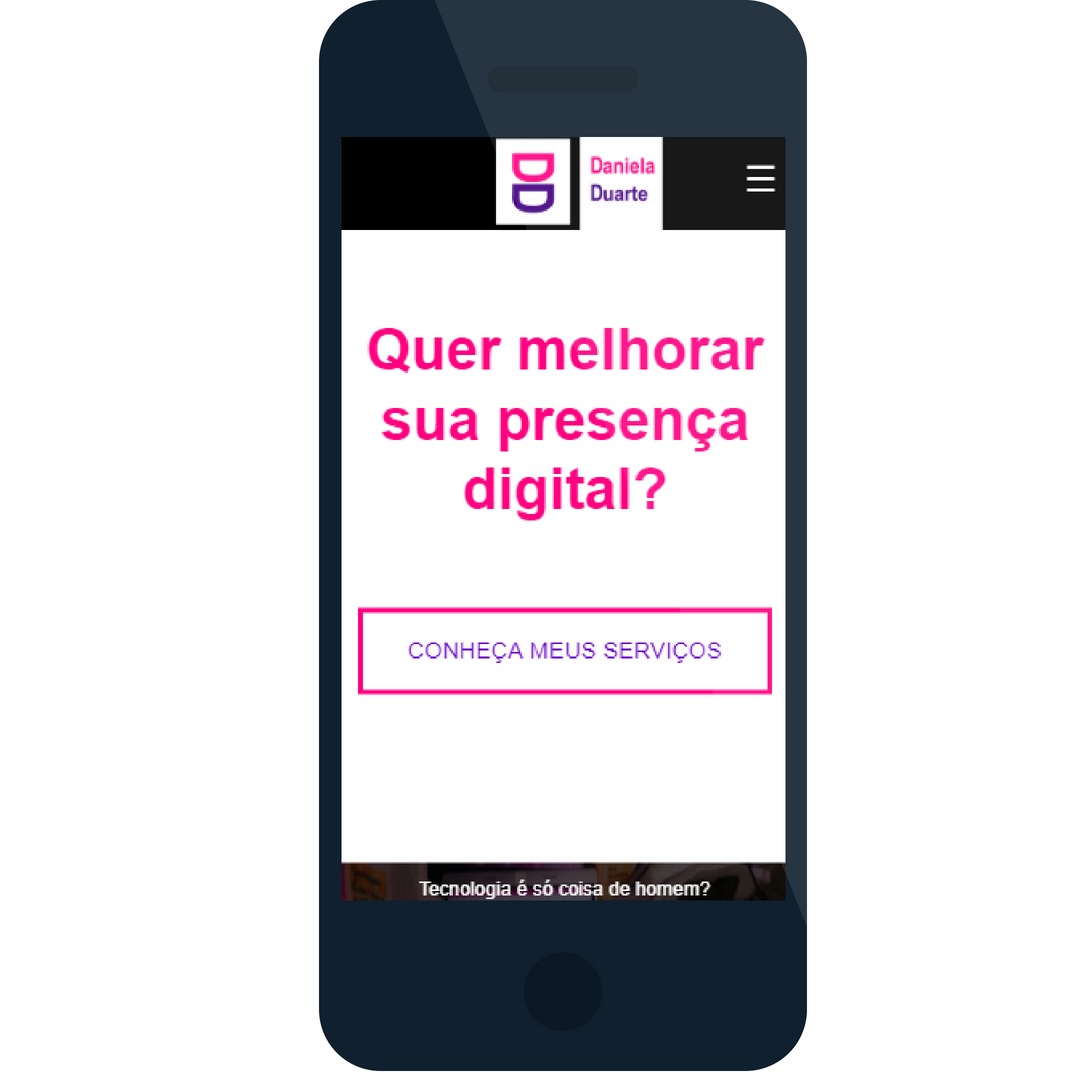 DD
Daniela
Duarte
Quer melhorar
sua presença
digital?
CONHEÇA MEUS SERVIÇOS
Tecnologia é só coisa de homem?